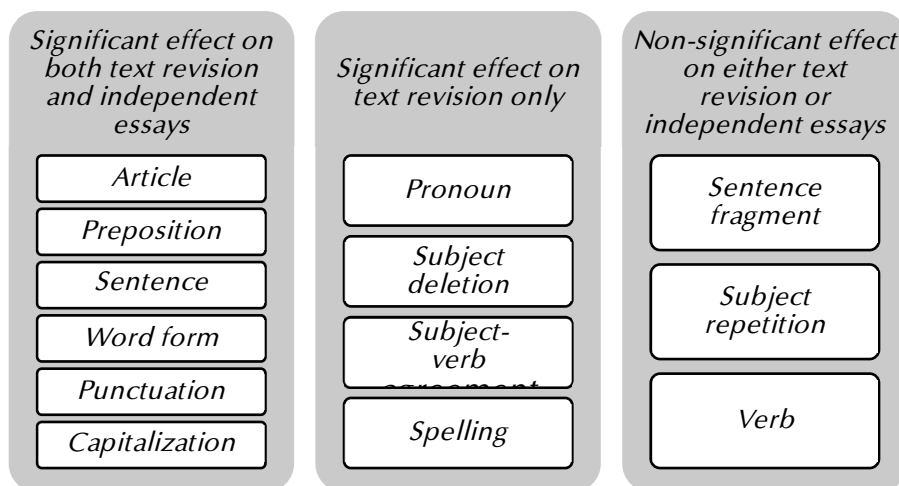 Significant effect on
both text revision
and independent
essays
Article
Preposition
Sentence
Word form
Punctuation
Capitalization
Significant effect on
text revision only
Pronoun
Subject
deletion
Subject-
verb
agreement
Spelling
Non-significant effect
on either text
revision or
independent essays
Sentence
fragment
Subject
repetition
Verb